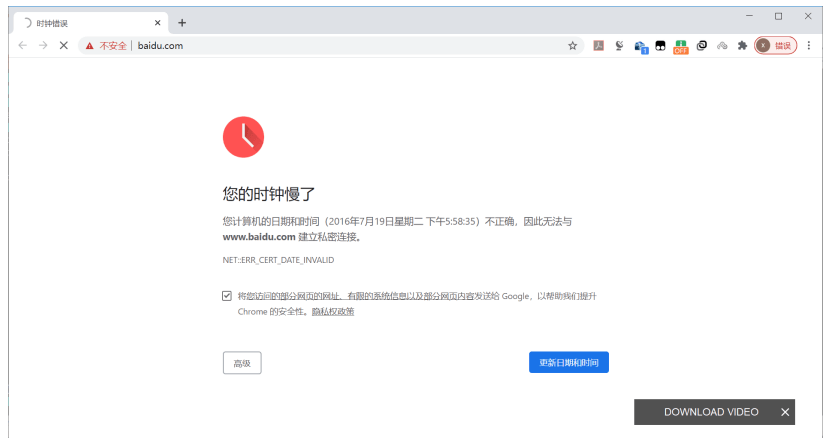 时钟错误
不安全 baidu.com
1
OFF
K 错误
您的时钟慢了
您计算机的日期和时间（2016年7月19日星期二 下午5:58:35）不正确，因此无法与
www.baidu.com 建立私密连接。
NET::ERR_CERT_DATE_INVALID
将您访问的部分网页的网址、有限的系统信息以及部分网页内容发送给 Google，以帮助我们提升
Chrome 的安全性。隐私权政策
高级
更新日期和时间
DOWNLOAD VIDEO